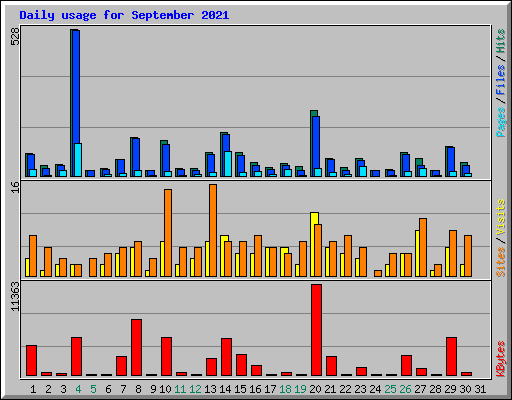 Daily usage for September 2021
528
Pages / Files / Hits
16
Sites / Visits
11363
KBytes
1 2 3 4 5 6 7 8 9 10 11 12 13 14 15 16 17 18 19 20 21 22 23 24 25 26 27 28 29 30 31